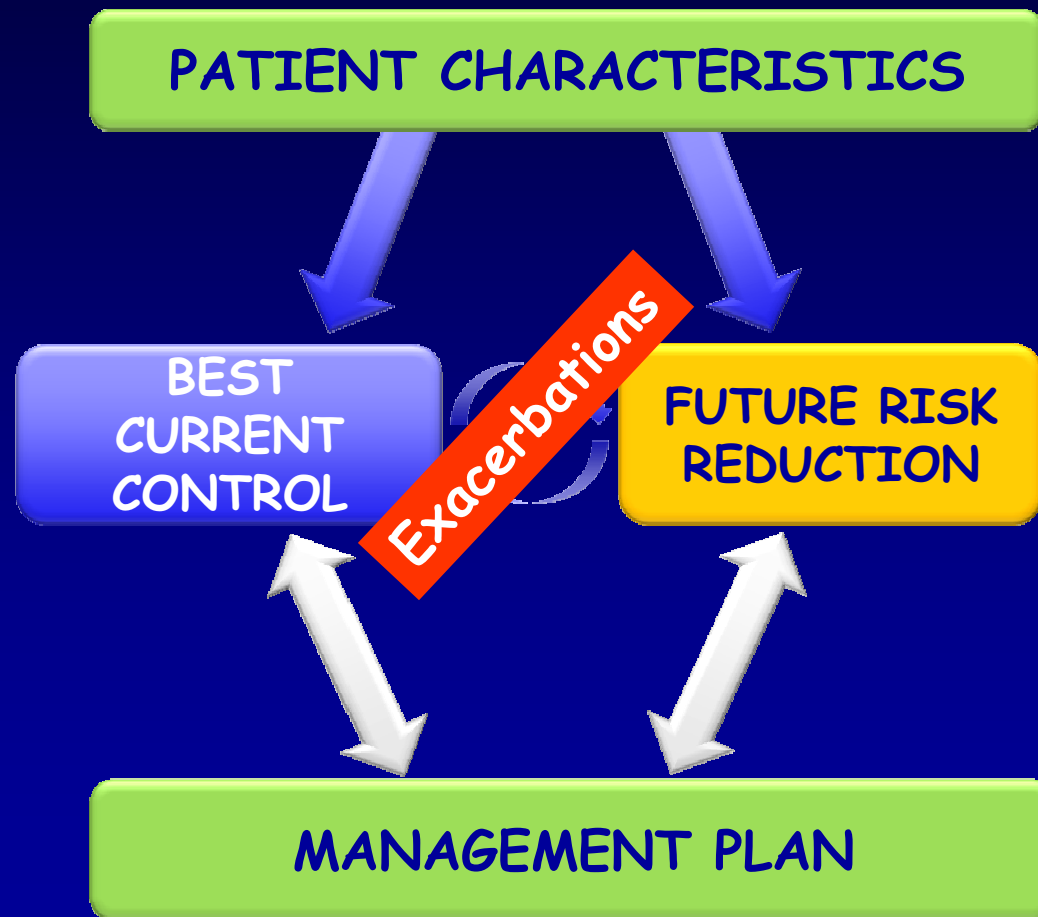 PATIENT CHARACTERISTICS
BEST
CURRENT
CONTROL
Exacerbations
FUTURE RISK
REDUCTION
MANAGEMENT PLAN